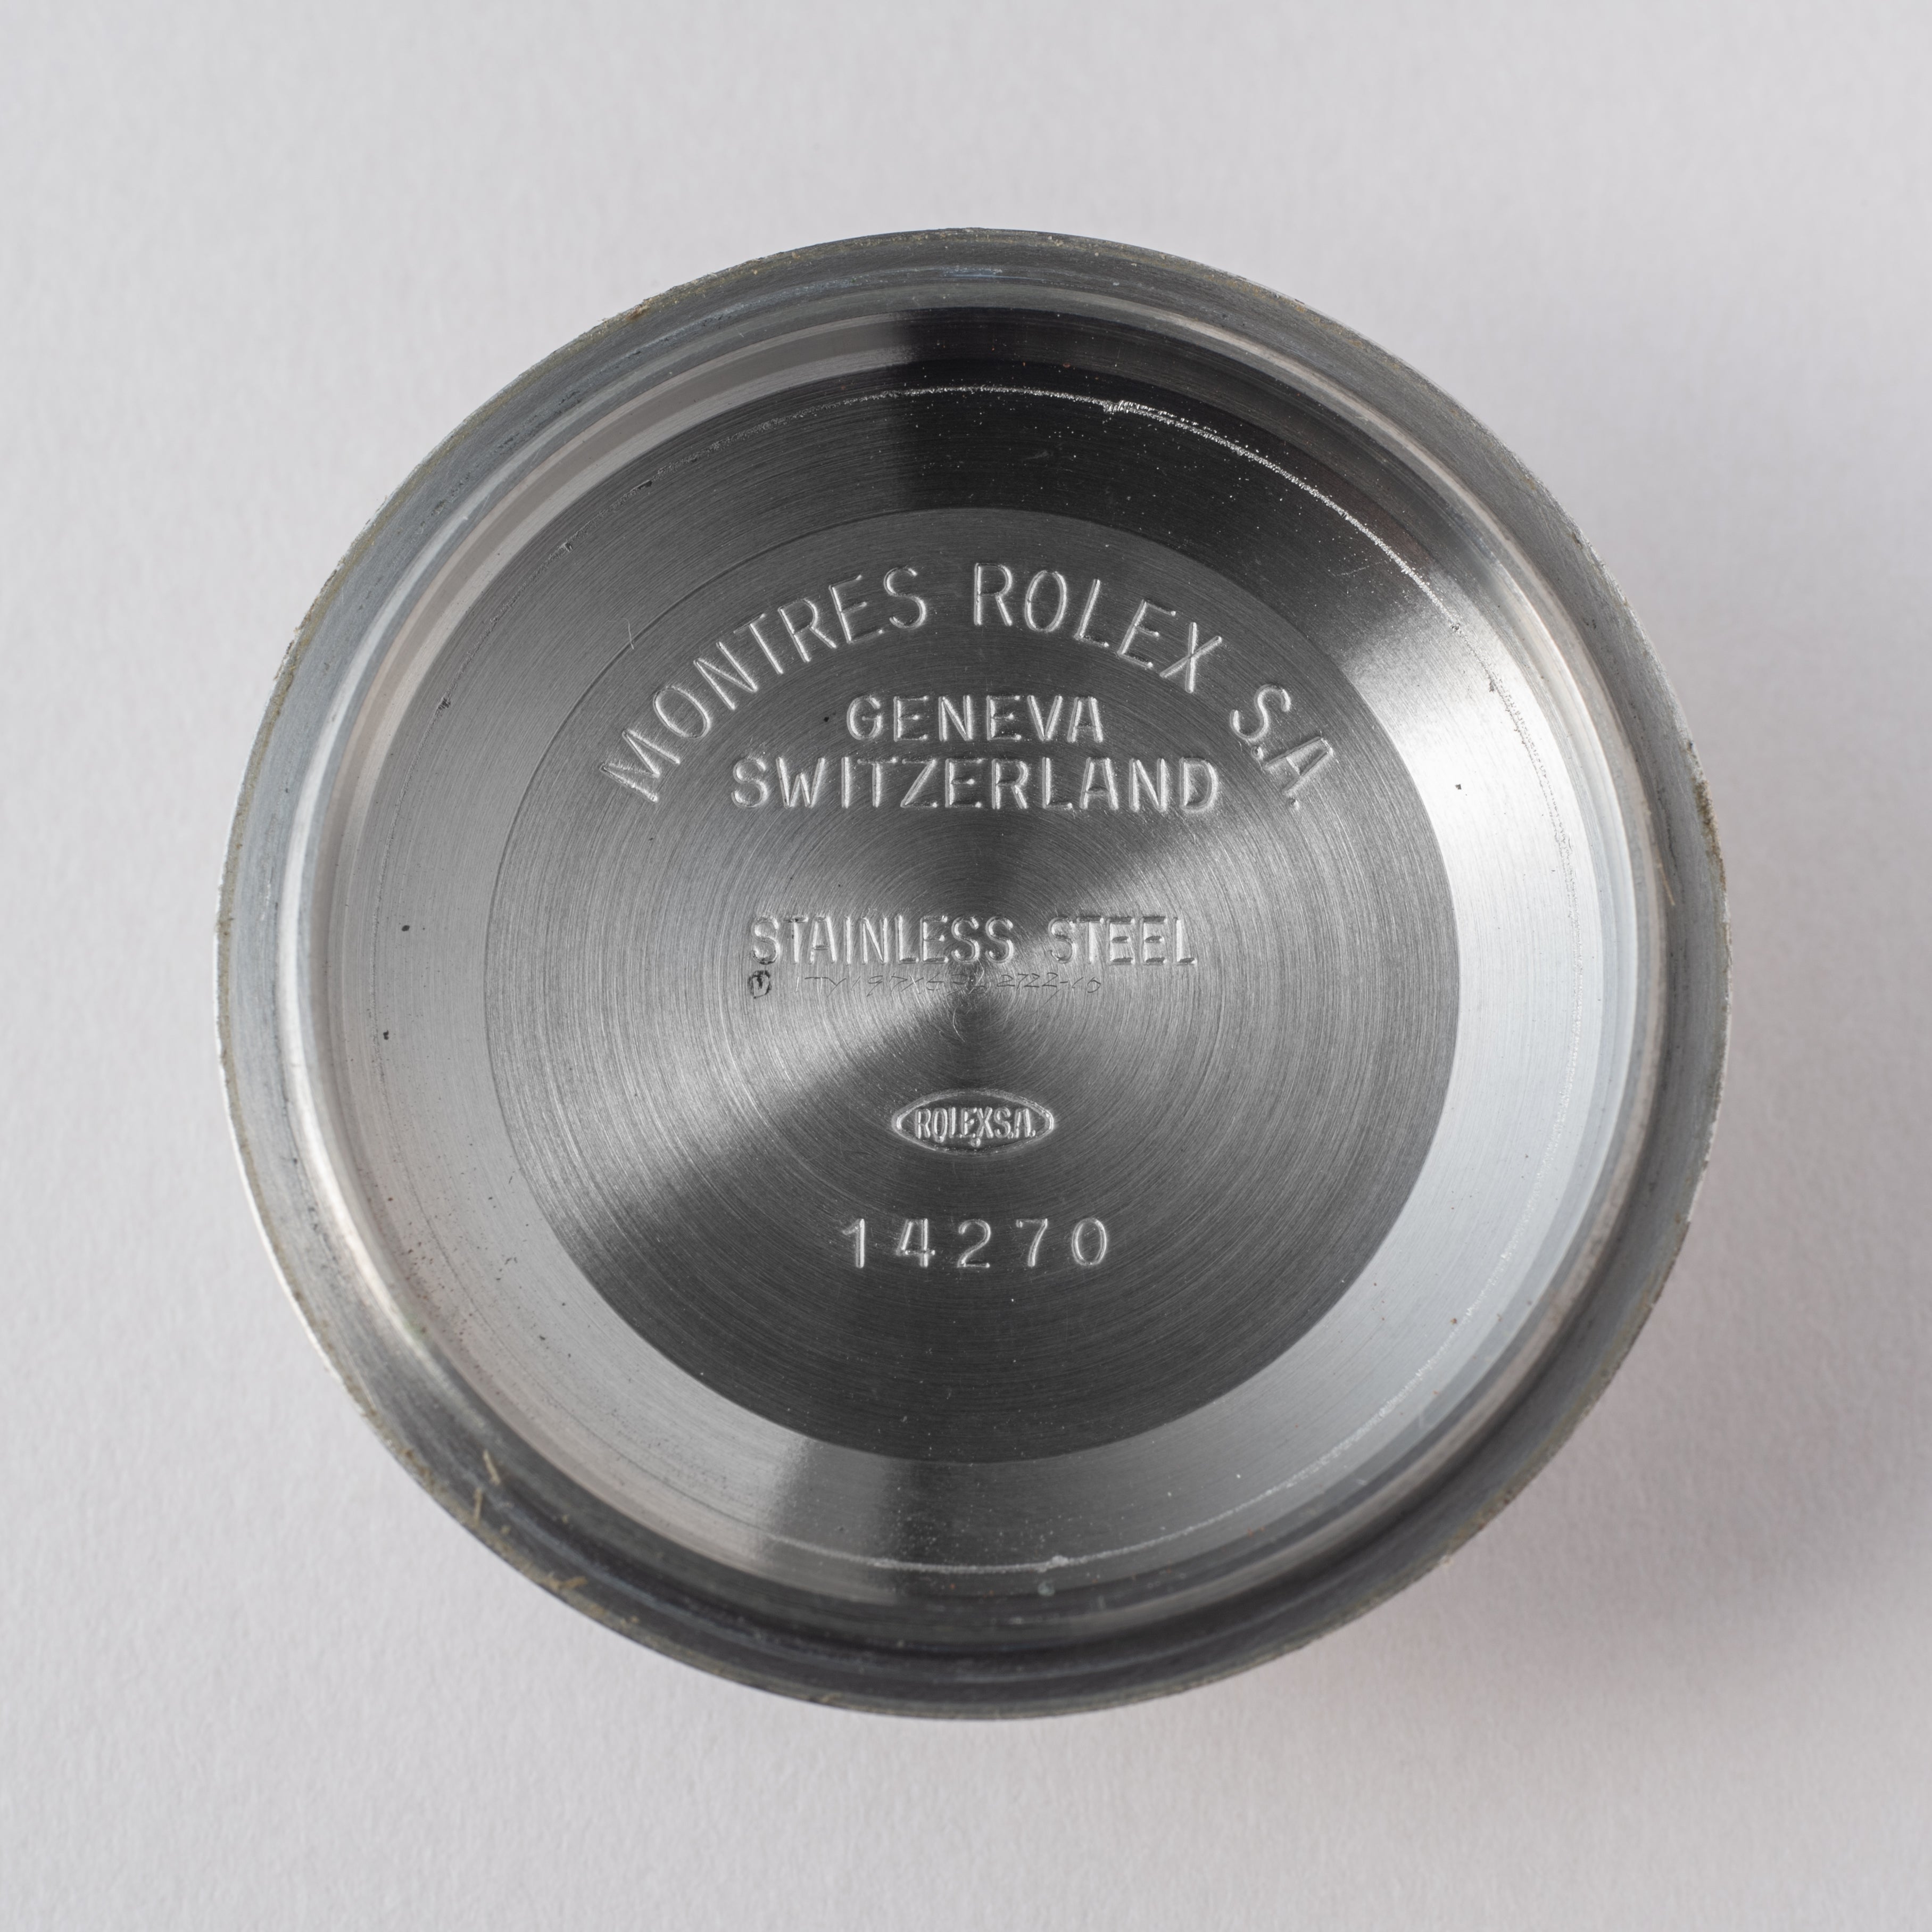 MONTRES ROLEX S.A.
GENEVA
SWITZERLAND
STAINLESS STEEL
ROLEX S.A.
14270